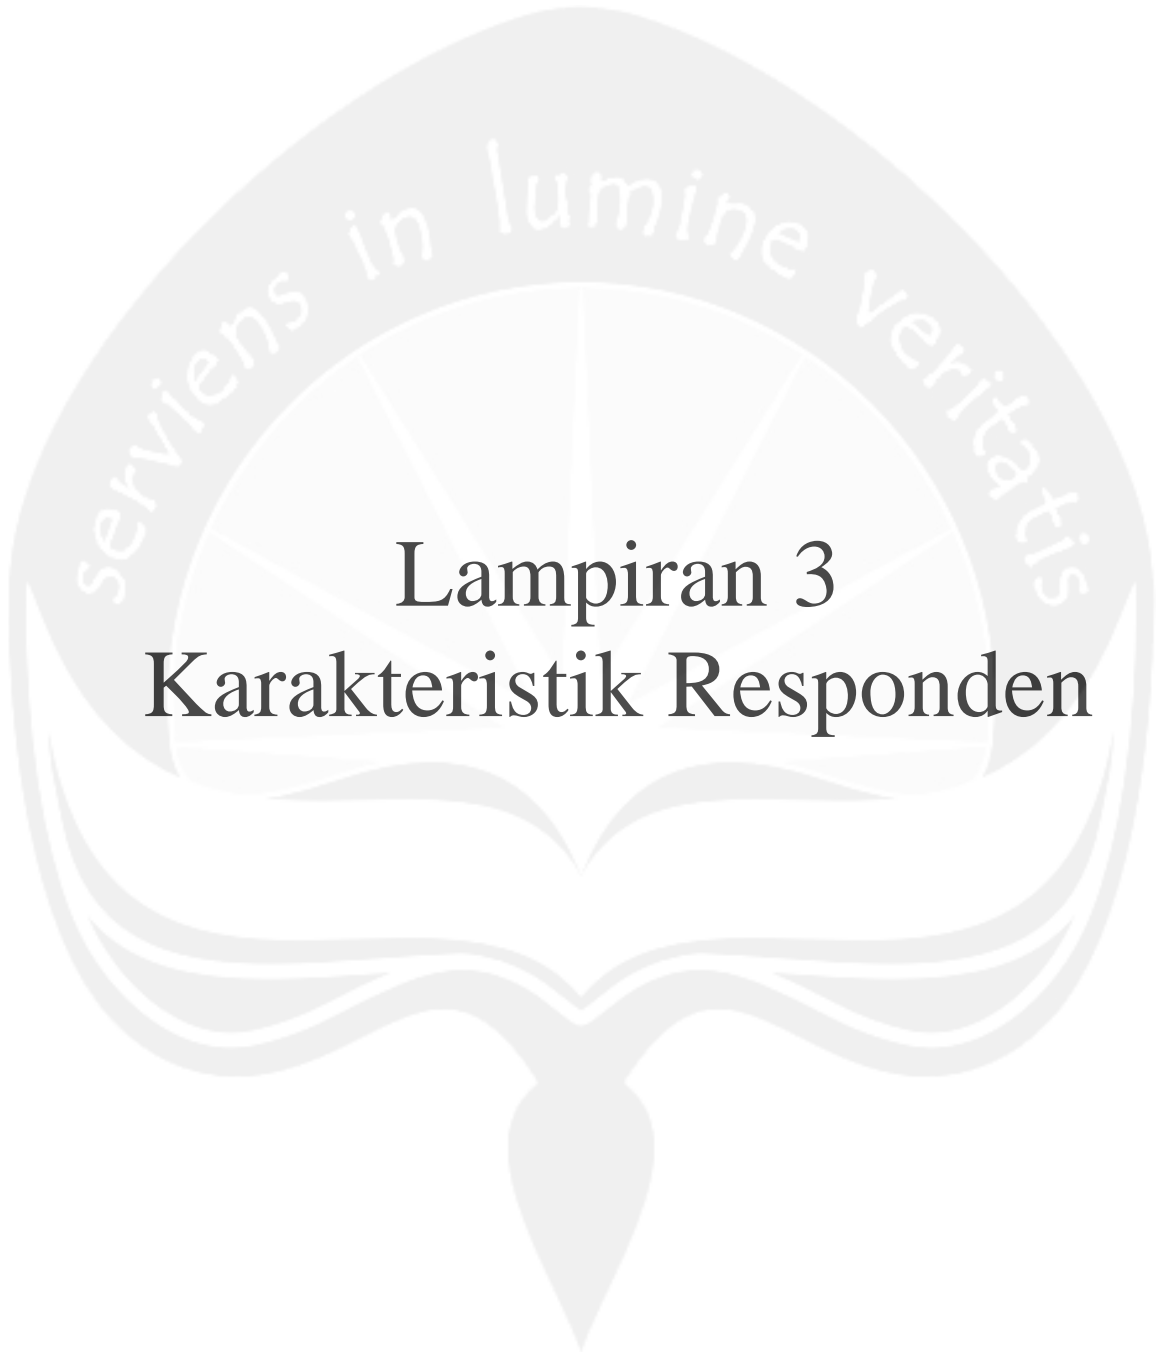 serviens in lumine veritatis
Lampiran 3
Karakteristik Responden